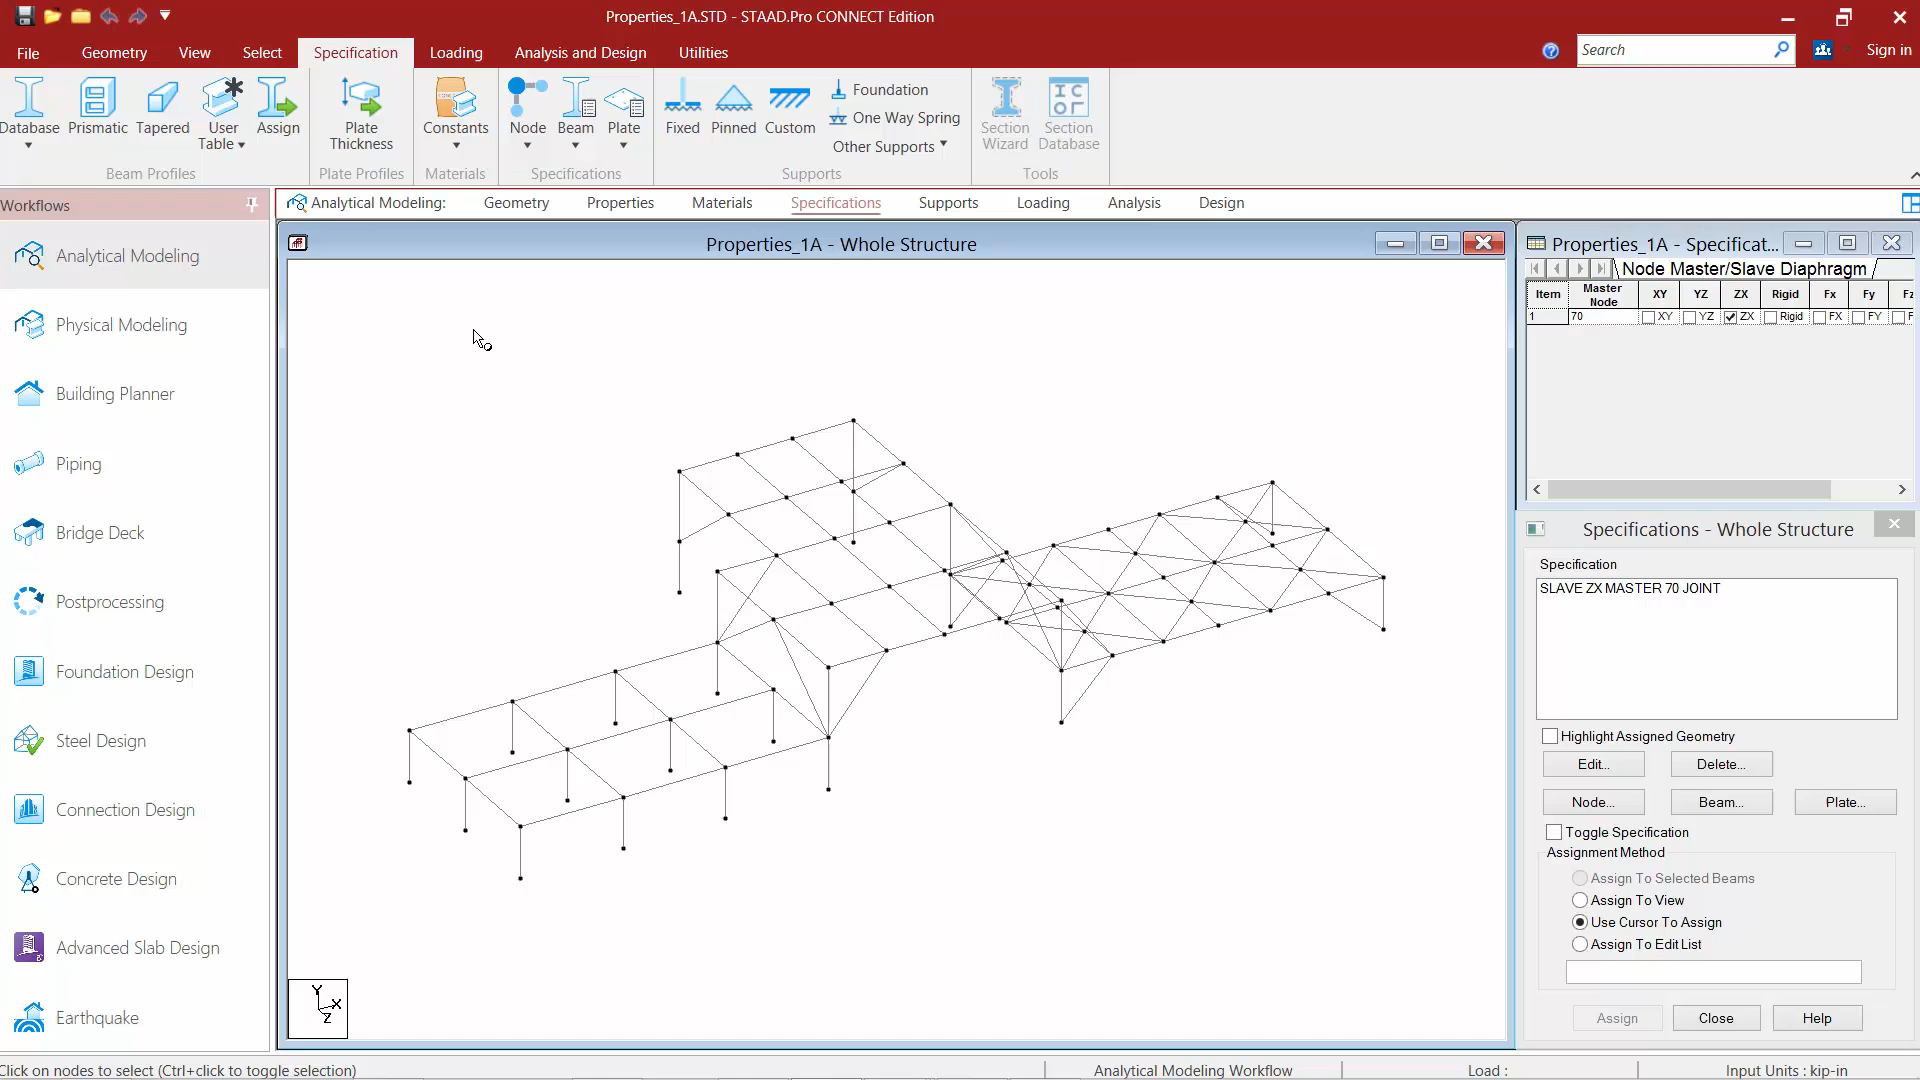 Properties_1A.STD - STAAD.Pro CONNECT Edition
File
Geometry
View
Select
Specification
Loading
Analysis and Design
Utilities
Search
Sign in
Database
Prismatic
Tapered
User
Table
Assign
Beam Profiles
Plate
Thickness
Plate Profiles
Constants
Materials
Node
Beam
Plate
Specifications
Fixed
Pinned
Custom
Foundation
One Way Spring
Other Supports
Supports
Section
Wizard
Section
Database
Tools
Workflows
Analytical Modeling
Physical Modeling
Building Planner
Piping
Bridge Deck
Postprocessing
Foundation Design
Steel Design
Connection Design
Concrete Design
Advanced Slab Design
Earthquake
Analytical Modeling:
Geometry
Properties
Materials
Specifications
Supports
Loading
Analysis
Design
Properties_1A - Whole Structure
Y
X
Z
Properties_1A - Specificat...
Node Master/Slave Diaphragm
Item Master Node XY YZ ZX Rigid Fx Fy Fz
1 70 XY YZ ZX Rigid FX FY F
Specifications - Whole Structure
Specification
SLAVE ZX MASTER 70 JOINT
Highlight Assigned Geometry
Edit...
Delete...
Node...
Beam...
Plate...
Toggle Specification
Assignment Method
Assign To Selected Beams
Assign To View
Use Cursor To Assign
Assign To Edit List
Assign
Close
Help
Click on nodes to select (Ctrl+click to toggle selection)
Analytical Modeling Workflow
Load :
Input Units : kip-in